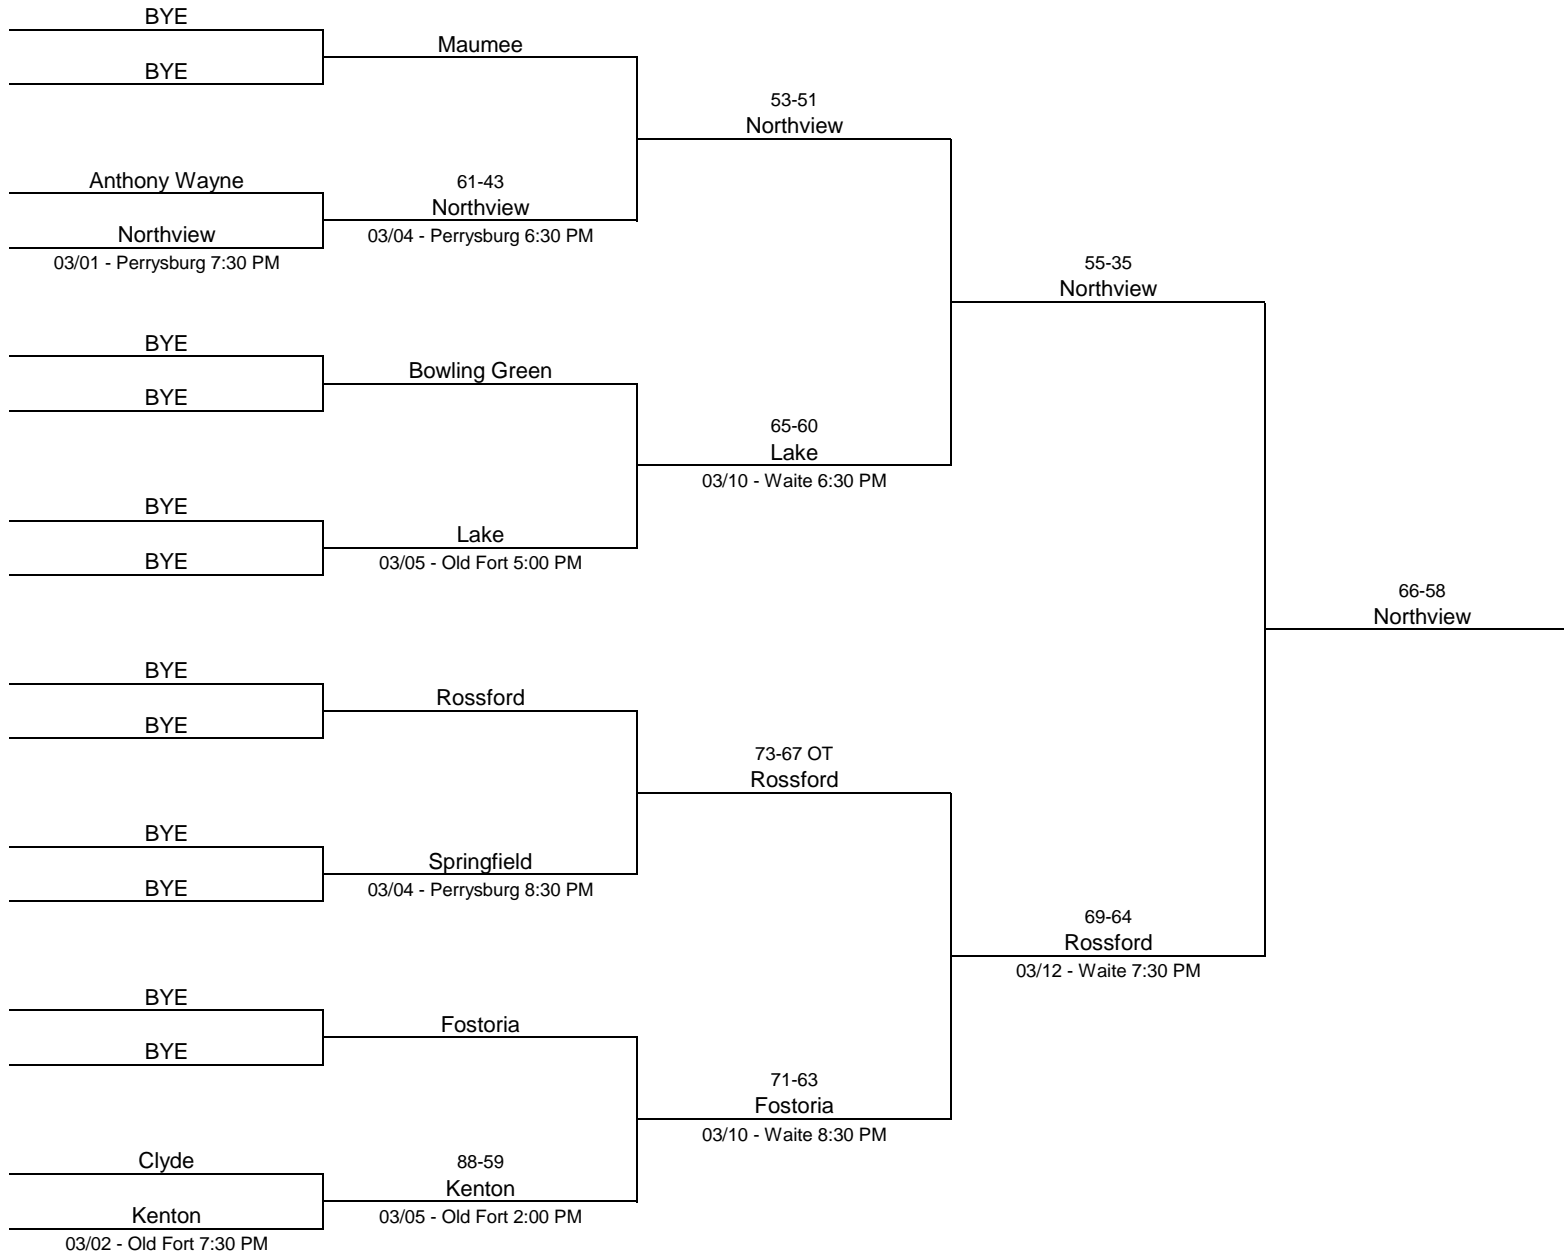 BYE
Maumee
BYE
53-51
Northview
Anthony Wayne
61-43
Northview
Northview
03/04 - Perrysburg 6:30 PM
03/01 - Perrysburg 7:30 PM
55-35
Northview
BYE
Bowling Green
BYE
65-60
Lake
03/10 - Waite 6:30 PM
BYE
Lake
BYE
03/05 - Old Fort 5:00 PM
66-58
Northview
BYE
Rossford
BYE
73-67 OT
Rossford
BYE
Springfield
BYE
03/04 - Perrysburg 8:30 PM
69-64
Rossford
03/12 - Waite 7:30 PM
BYE
Fostoria
BYE
71-63
Fostoria
03/10 - Waite 8:30 PM
Clyde
88-59
Kenton
Kenton
03/05 - Old Fort 2:00 PM
03/02 - Old Fort 7:30 PM